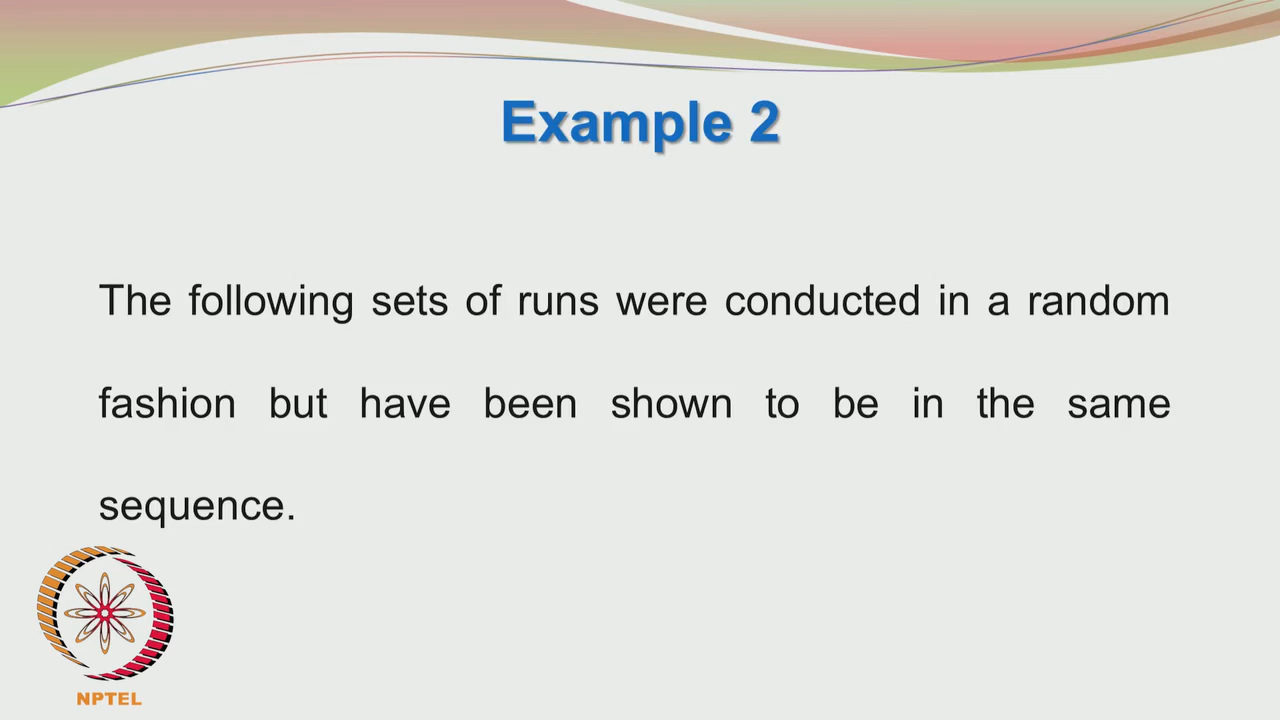 Example 2
The following sets of runs were conducted in a random
fashion but have been shown to be in the same
sequence.
NPTEL